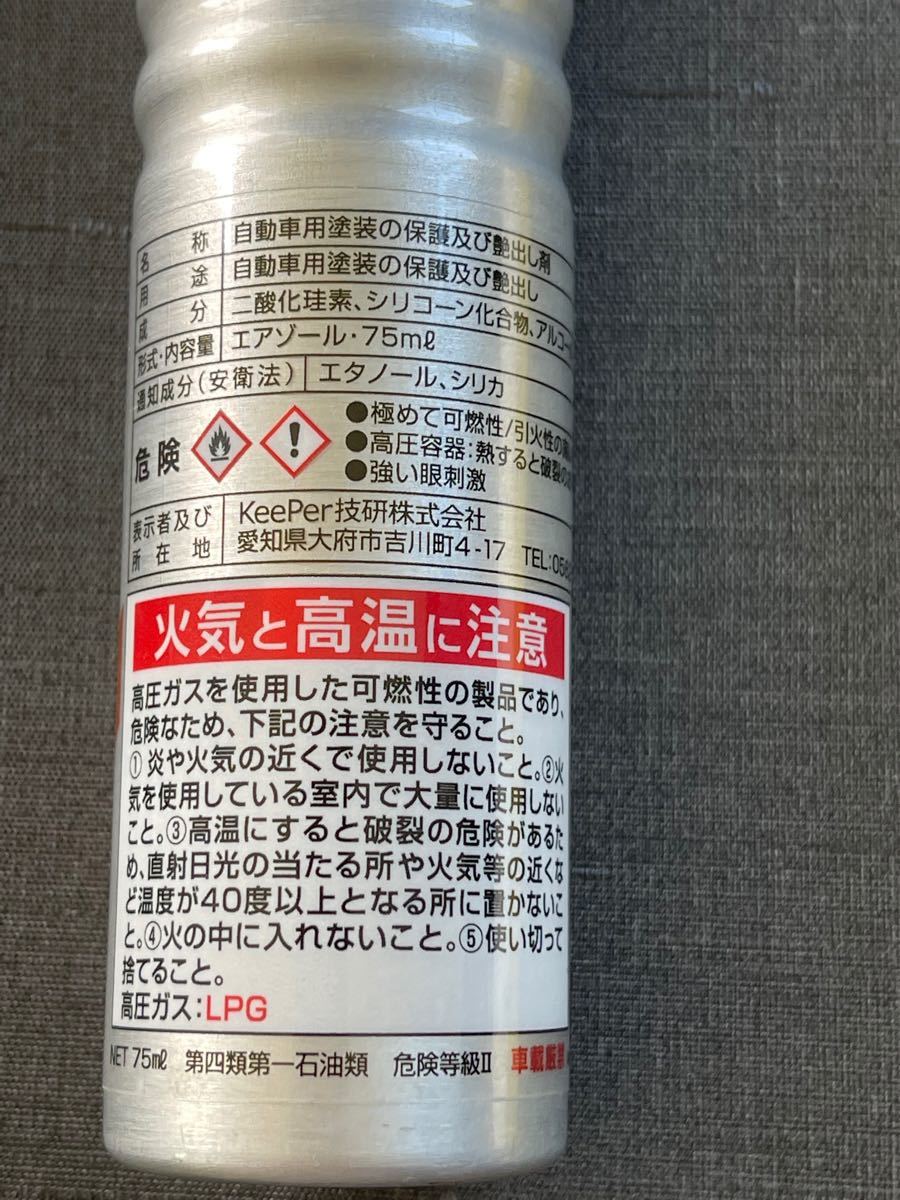 名称 自動車用塗装の保護及び艶出し剤
用途 自動車用塗装の保護及び艶出し
成分 二酸化珪素、シリコーン化合物、アルコー
形式・内容量 エアゾール・75mℓ
通知成分(安衛法) エタノール、シリカ
危険
●極めて可燃性/引火性の高
●高圧容器:熱すると破裂の
●強い眼刺激
表示者及び所在地
KeePer技研株式会社
愛知県大府市吉川町4-17 TEL:056
火気と高温に注意
高圧ガスを使用した可燃性の製品であり、
危険なため、下記の注意を守ること。
①炎や火気の近くで使用しないこと。②火
気を使用している室内で大量に使用しない
こと。③高温にすると破裂の危険があるた
め、直射日光の当たる所や火気等の近くな
ど温度が40度以上となる所に置かないこ
と。④火の中に入れないこと。⑤使い切って
捨てること。
高圧ガス:LPG
NET 75mℓ 第四類第一石油類 危険等級Ⅱ 車載厳禁